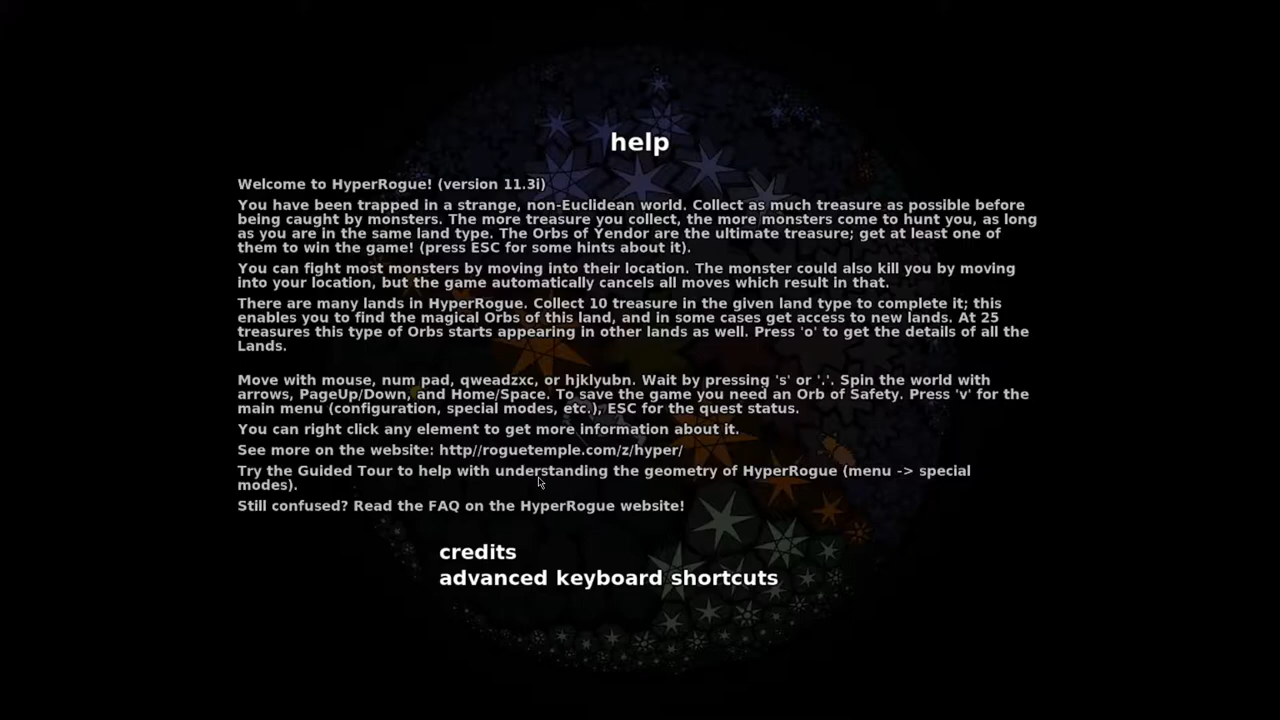 help
Welcome to HyperRogue! (version 11.3i)
You have been trapped in a strange, non-Euclidean world. Collect as much treasure as possible before
being caught by monsters. The more treasure you collect, the more monsters come to hunt you, as long
as you are in the same land type. The Orbs of Yendor are the ultimate treasure; get at least one of
them to win the game! (press ESC for some hints about it).
You can fight most monsters by moving into their location. The monster could also kill you by moving
into your location, but the game automatically cancels all moves which result in that.
There are many lands in HyperRogue. Collect 10 treasure in the given land type to complete it; this
enables you to find the magical Orbs of this land, and in some cases get access to new lands. At 25
treasures this type of Orbs starts appearing in other lands as well. Press 'o' to get the details of all the
Lands.
Move with mouse, num pad, qweadzxc, or hjklyubn. Wait by pressing 's' or '.'. Spin the world with
arrows, PageUp/Down, and Home/Space. To save the game you need an Orb of Safety. Press 'v' for the
main menu (configuration, special modes, etc.), ESC for the quest status.
You can right click any element to get more information about it.
See more on the website: http//roguetemple.com/z/hyper/
Try the Guided Tour to help with understanding the geometry of HyperRogue (menu -> special
modes).
Still confused? Read the FAQ on the HyperRogue website!
credits
advanced keyboard shortcuts